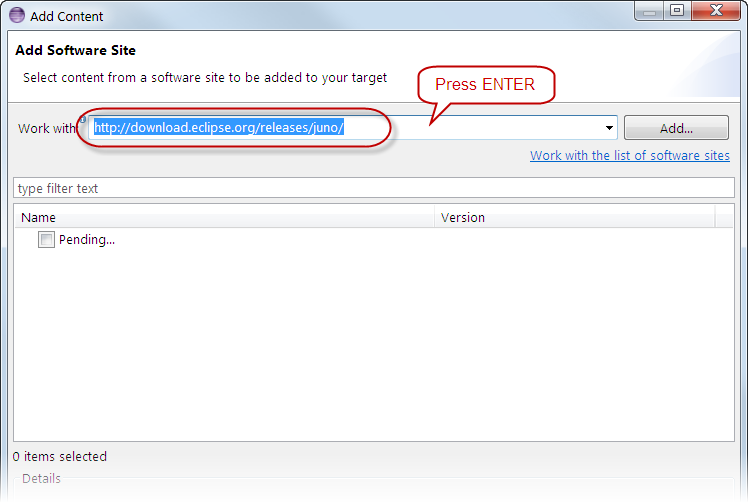 Add Content
Add Software Site
Select content from a software site to be added to your target
Press ENTER
Work with: http://download.eclipse.org/releases/juno/
Add...
Work with the list of software sites
type filter text
Name Version
Pending...
0 items selected
Details